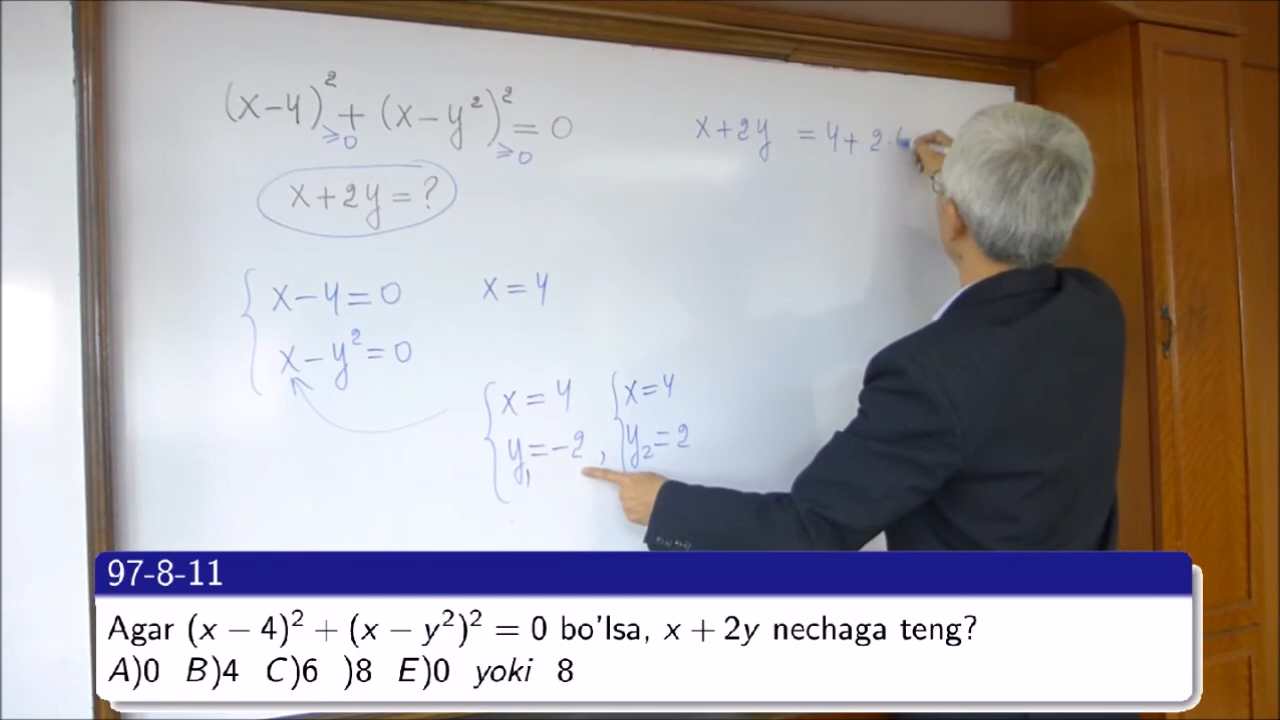 (x-4)² + (x-y²)² = 0
≥0 ≥0
x+2y=?
x+2y = 4+2·(
x-4=0 x=4
x-y²=0
x=4 x=4
y₁=-2, y₂=2
97-8-11
Agar (x − 4)² + (x − y²)² = 0 bo'lsa, x + 2y nechaga teng?
A)0 B)4 C)6 )8 E)0 yoki 8